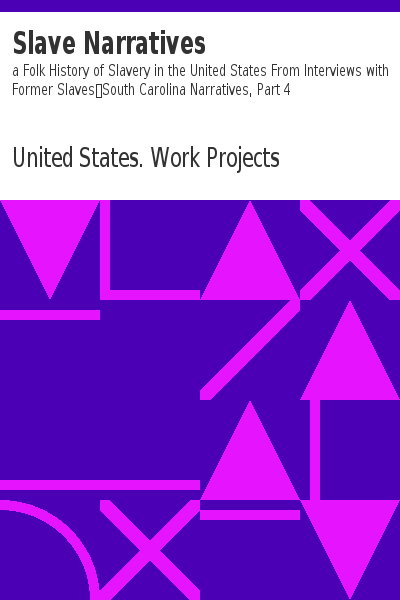 Slave Narratives
a Folk History of Slavery in the United States From Interviews with
Former Slaves▯South Carolina Narratives, Part 4
United States. Work Projects